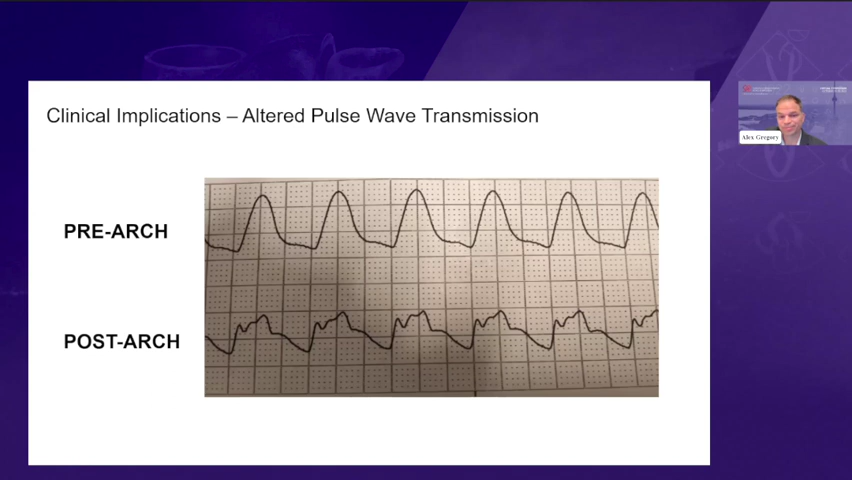 Clinical Implications – Altered Pulse Wave Transmission
PRE-ARCH
POST-ARCH
Alex Gregory